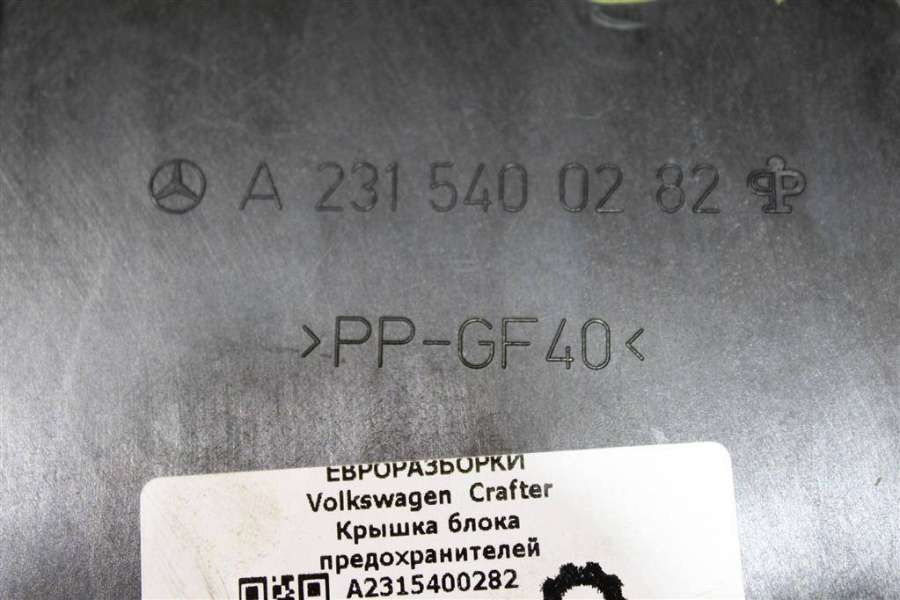 A 231 540 02 82
>PP-GF40<
ЕВРОРАЗБОРКИ
Volkswagen Crafter
Крышка блока
предохранителей
A2315400282